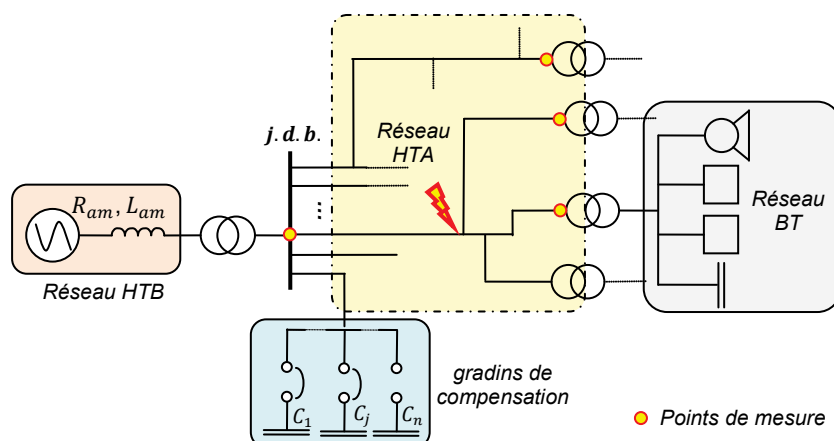 j.d.b.
Réseau
HTA
R_am, L_am
Réseau HTB
...
Réseau
BT
C_1
C_j
C_n
gradins de
compensation
Points de mesure